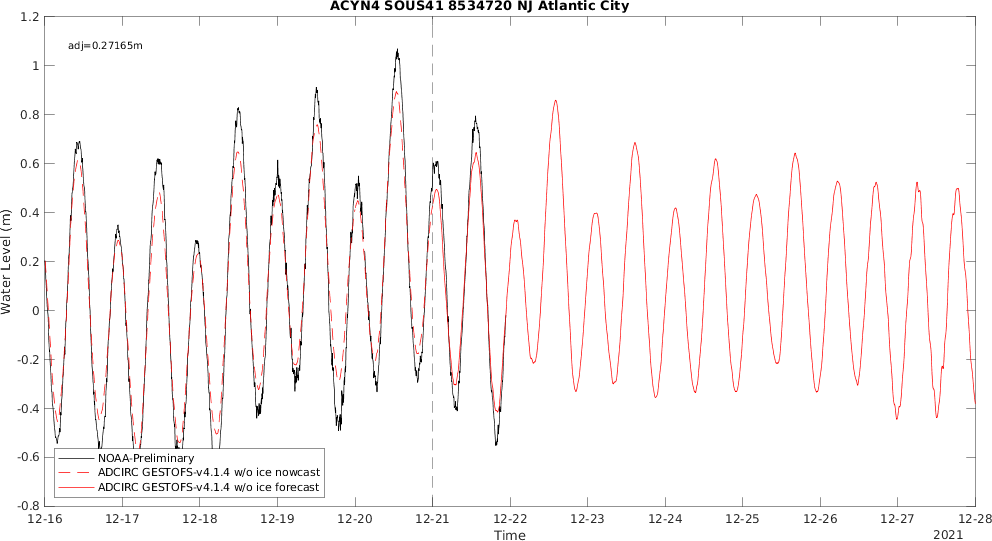 ACYN4 SOUS41 8534720 NJ Atlantic City
adj=0.27165m
Water Level (m)
1.2
1
0.8
0.6
0.4
0.2
0
-0.2
-0.4
-0.6
-0.8
NOAA-Preliminary
ADCIRC GESTOFS-v4.1.4 w/o ice nowcast
ADCIRC GESTOFS-v4.1.4 w/o ice forecast
12-16 12-17 12-18 12-19 12-20 12-21 12-22 12-23 12-24 12-25 12-26 12-27 12-28
Time
2021